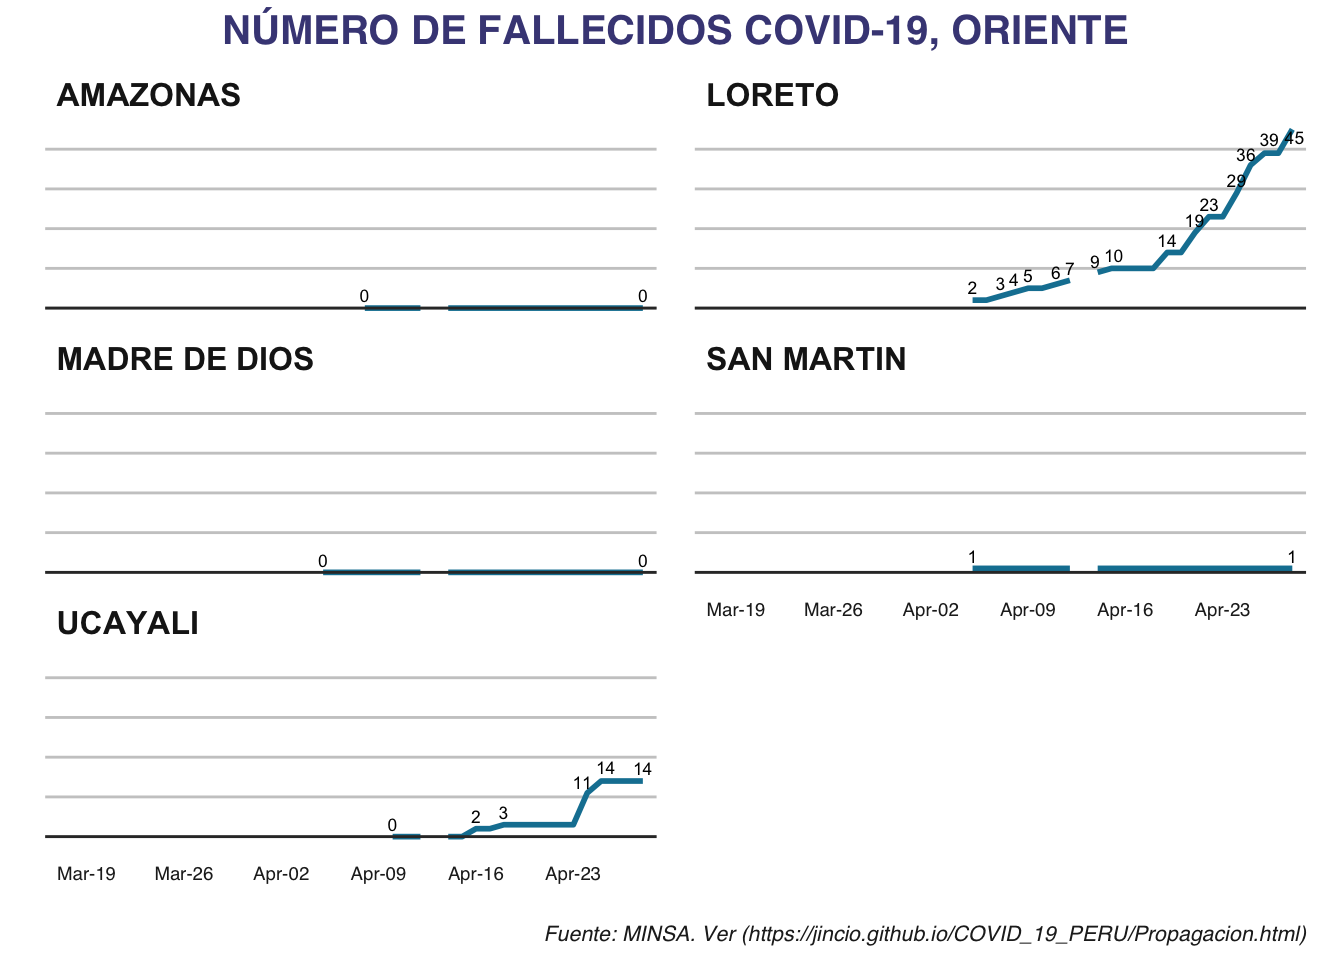 NÚMERO DE FALLECIDOS COVID-19, ORIENTE
AMAZONAS
0 0
LORETO
2 3 4 5 6 7 9 10 14 19 23 29 36 39 45
MADRE DE DIOS
0 0
SAN MARTIN
1 1
Mar-19 Mar-26 Apr-02 Apr-09 Apr-16 Apr-23
UCAYALI
0 2 3 11 14 14
Mar-19 Mar-26 Apr-02 Apr-09 Apr-16 Apr-23
Fuente: MINSA. Ver (https://jincio.github.io/COVID_19_PERU/Propagacion.html)